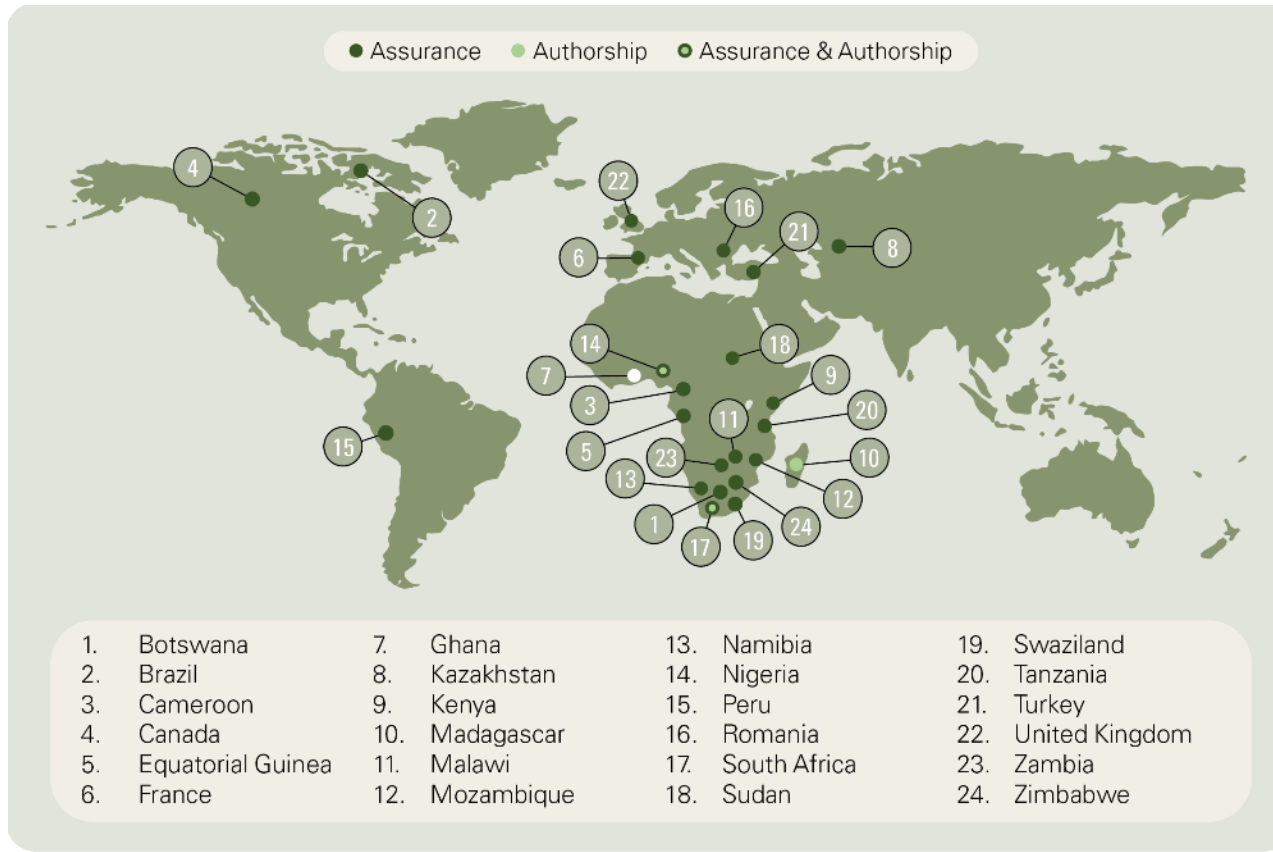 Assurance Authorship Assurance & Authorship
4
2
22
16
21
8
6
14
18
7
9
3
11
20
15
5
23
10
13
12
1
24
17
19
1. Botswana
2. Brazil
3. Cameroon
4. Canada
5. Equatorial Guinea
6. France
7. Ghana
8. Kazakhstan
9. Kenya
10. Madagascar
11. Malawi
12. Mozambique
13. Namibia
14. Nigeria
15. Peru
16. Romania
17. South Africa
18. Sudan
19. Swaziland
20. Tanzania
21. Turkey
22. United Kingdom
23. Zambia
24. Zimbabwe